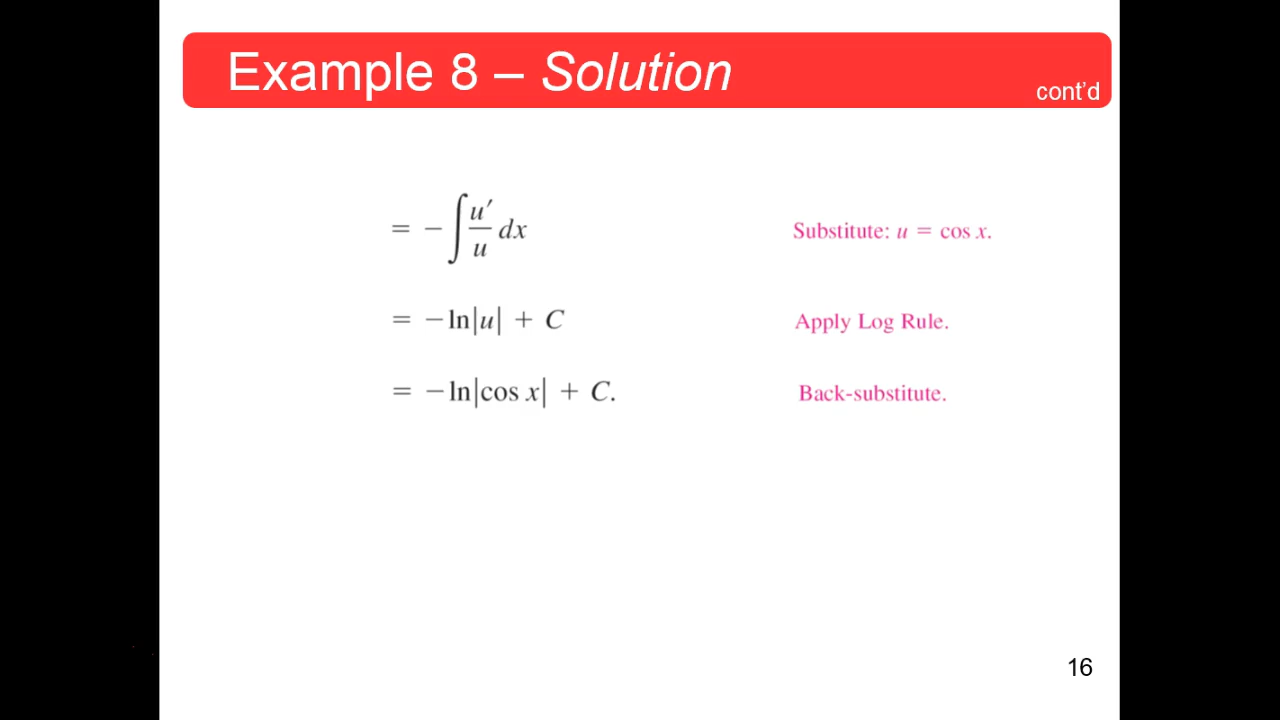 Example 8 – Solution
cont'd
= −∫ u′/u dx Substitute: u = cos x.
= −ln|u| + C Apply Log Rule.
= −ln|cos x| + C. Back-substitute.
16